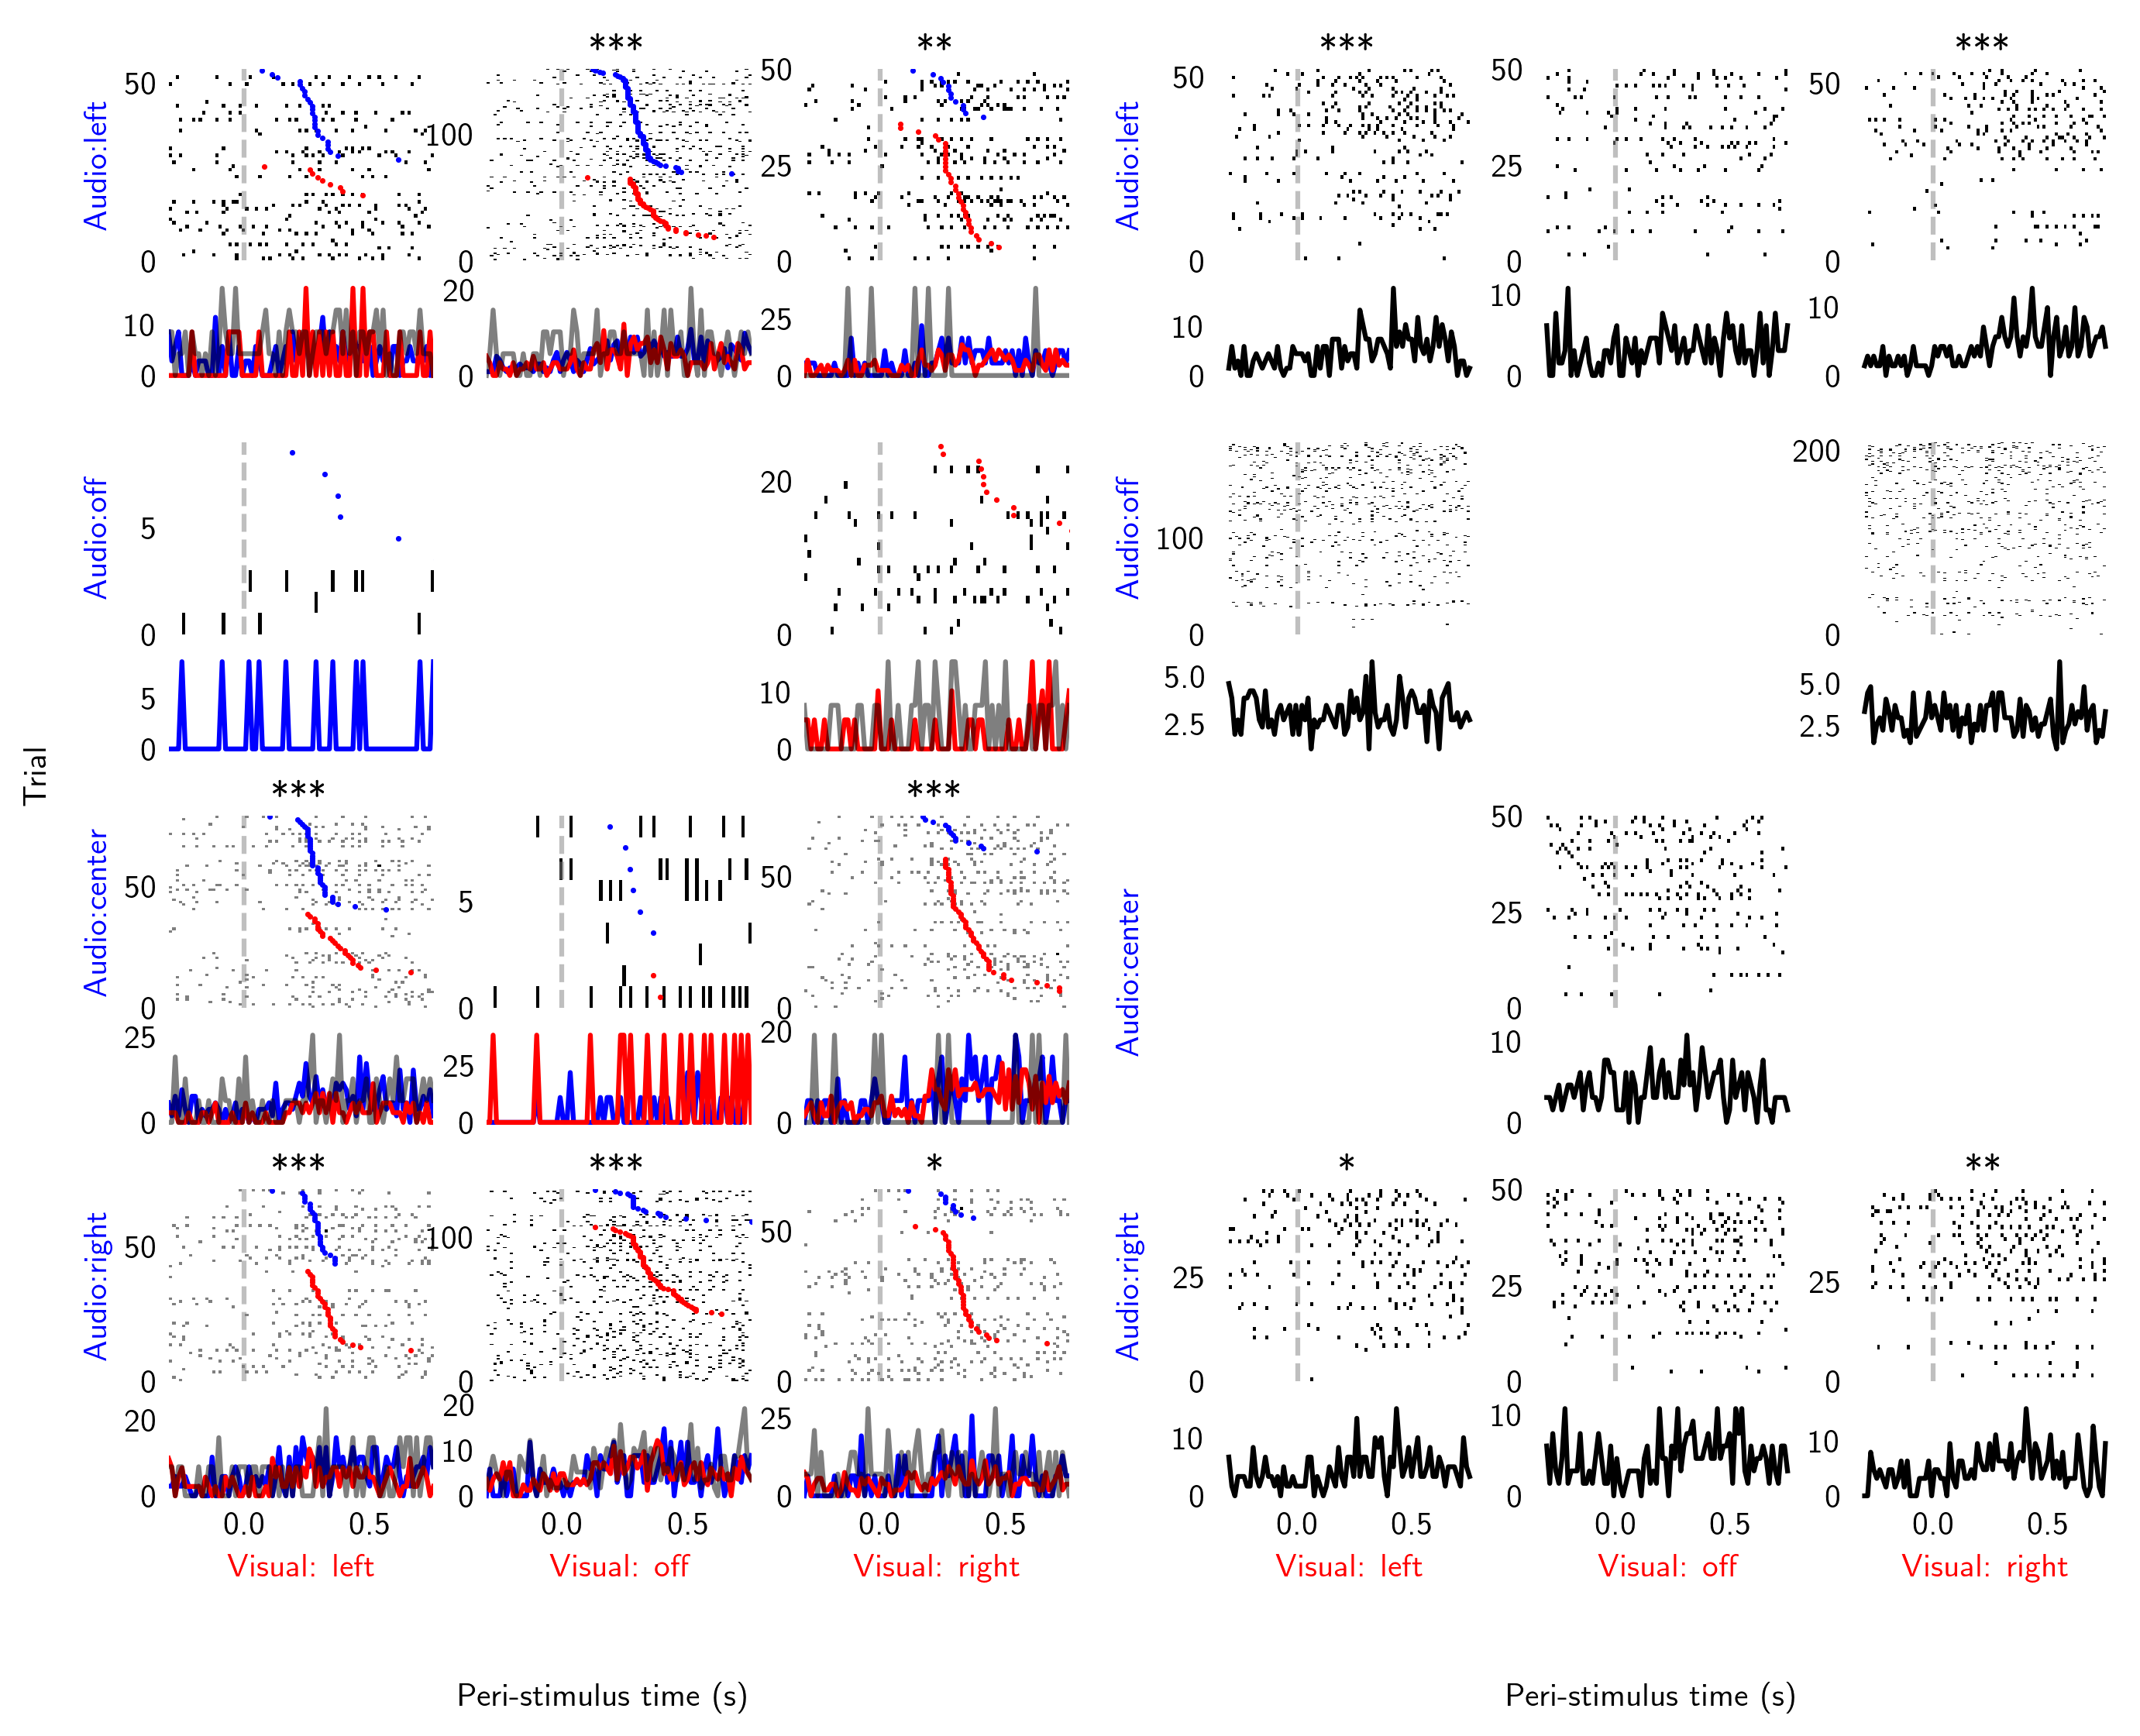 *** ** *** ***
Audio:left 50 0 10 0 100 0 20 0 50 25 0 25 0 Audio:left 50 0 10 0 50 25 0 10 0 50 0 10 0
Audio:off 5 0 5 0 20 0 10 0 Audio:off 100 0 5.0 2.5 200 0 5.0 2.5
Trial
*** ***
Audio:center 50 0 25 0 5 0 25 0 50 0 20 0 Audio:center 50 25 0 10 0
*** *** * * **
Audio:right 50 0 20 0 100 0 20 10 0 50 0 25 0 Audio:right 25 0 10 0 50 25 0 10 0 25 0 10 0
0.0 0.5 0.0 0.5 0.0 0.5 0.0 0.5 0.0 0.5 0.0 0.5
Visual: left Visual: off Visual: right Visual: left Visual: off Visual: right
Peri-stimulus time (s) Peri-stimulus time (s)